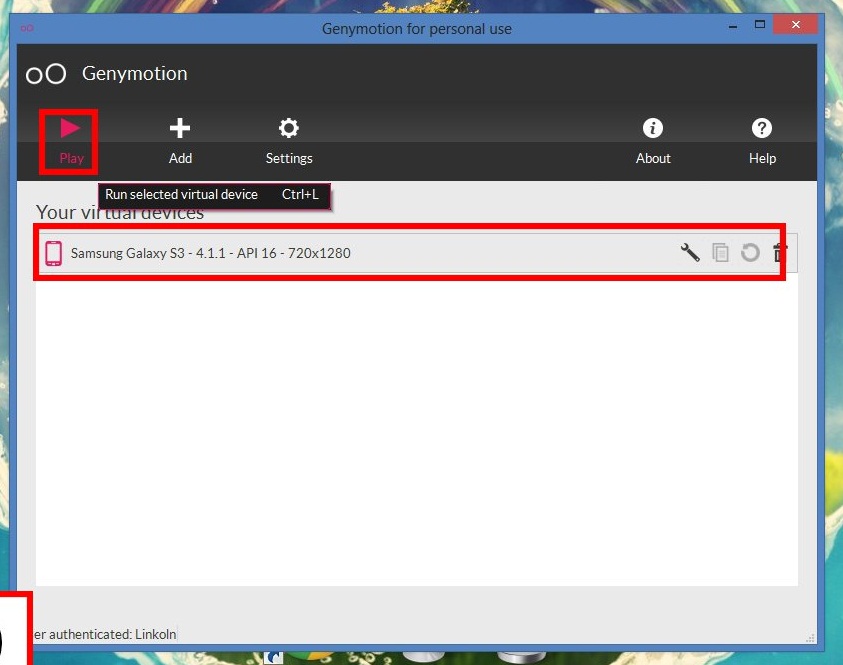 Genymotion for personal use
Genymotion
Play
Add
Settings
About
Help
Run selected virtual device Ctrl+L
Your virtual devices
Samsung Galaxy S3 - 4.1.1 - API 16 - 720x1280
er authenticated: Linkoln